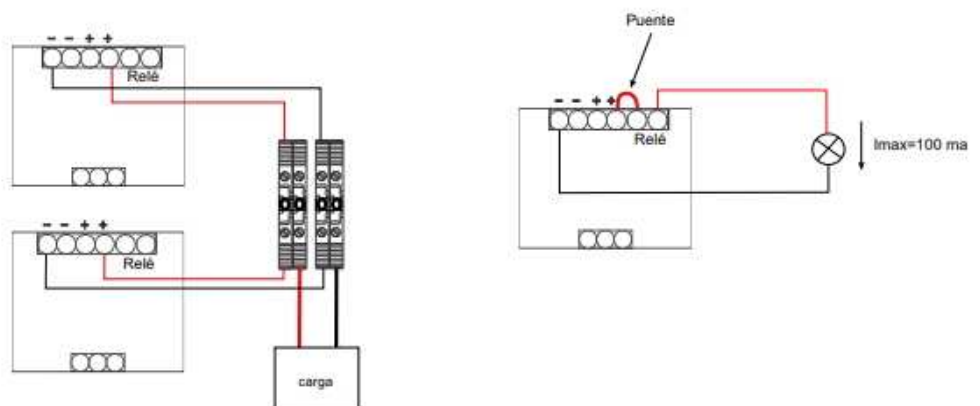 - - + +
Relé
- - + +
Relé
carga
Puente
- - + +
Relé
Imax=100 ma